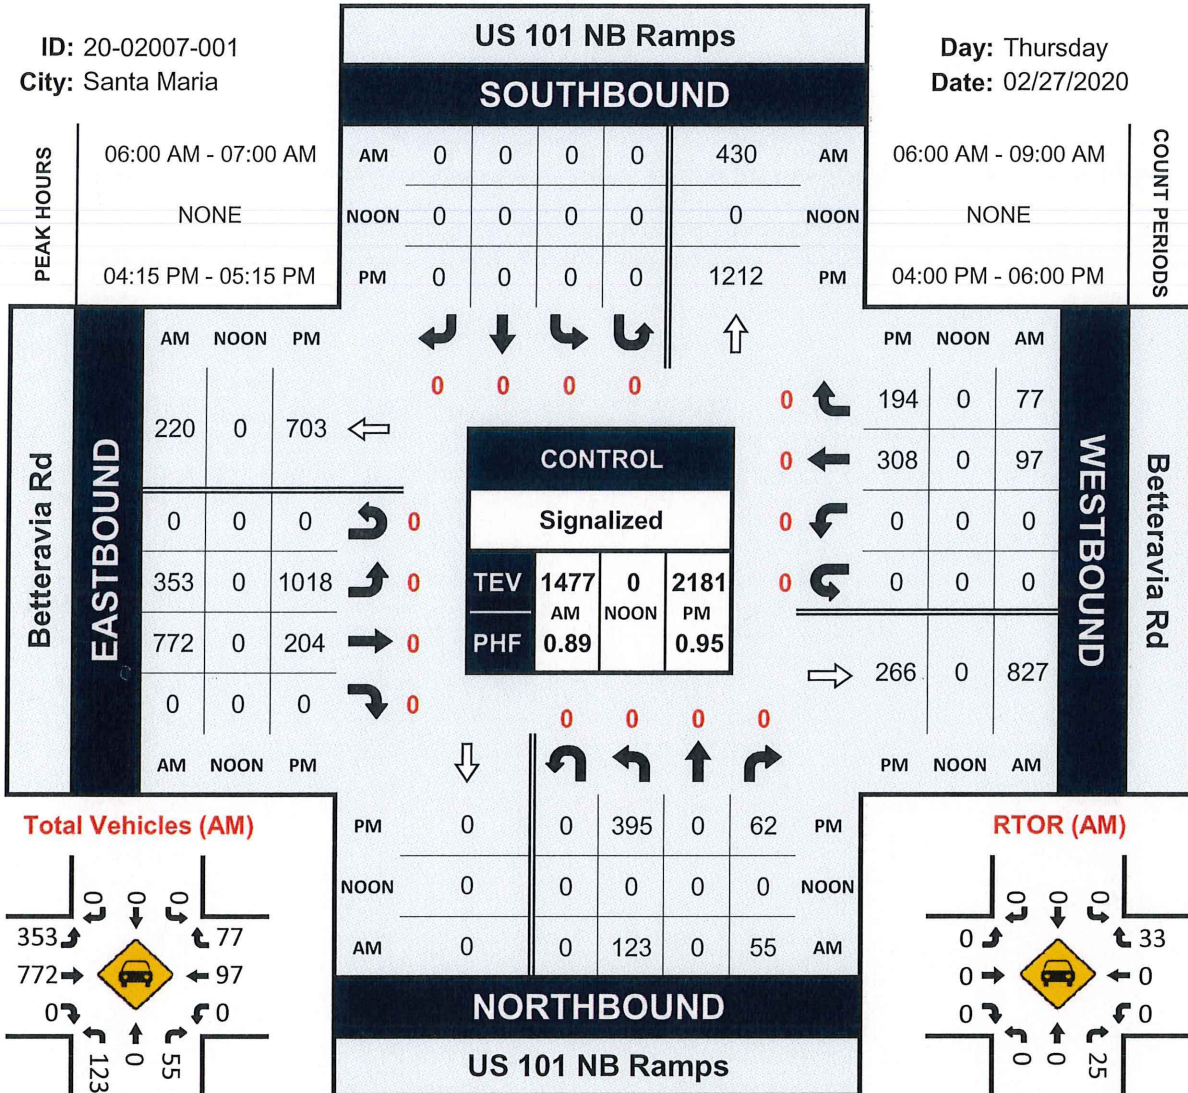 ID: 20-02007-001
City: Santa Maria
US 101 NB Ramps
SOUTHBOUND
Day: Thursday
Date: 02/27/2020
PEAK HOURS
06:00 AM - 07:00 AM
NONE
04:15 PM - 05:15 PM
AM 0 0 0 0 430 AM
NOON 0 0 0 0 0 NOON
PM 0 0 0 0 1212 PM
06:00 AM - 09:00 AM
NONE
04:00 PM - 06:00 PM
COUNT PERIODS
0 0 0 0
Betteravia Rd
EASTBOUND
AM NOON PM
220 0 703
0 0 0 0
353 0 1018 0
772 0 204 0
0 0 0 0
AM NOON PM
CONTROL
Signalized
TEV 1477 0 2181
AM NOON PM
PHF 0.89 0.95
PM NOON AM
0 194 0 77
0 308 0 97
0 0 0 0
0 0 0 0
266 0 827
PM NOON AM
WESTBOUND
Betteravia Rd
0 0 0 0
PM 0 0 395 0 62 PM
NOON 0 0 0 0 0 NOON
AM 0 0 123 0 55 AM
NORTHBOUND
US 101 NB Ramps
Total Vehicles (AM)
0 0 0
353 77
772 97
0 0
123 0 55
RTOR (AM)
0 0 0
0 33
0 0
0 0
0 0 25